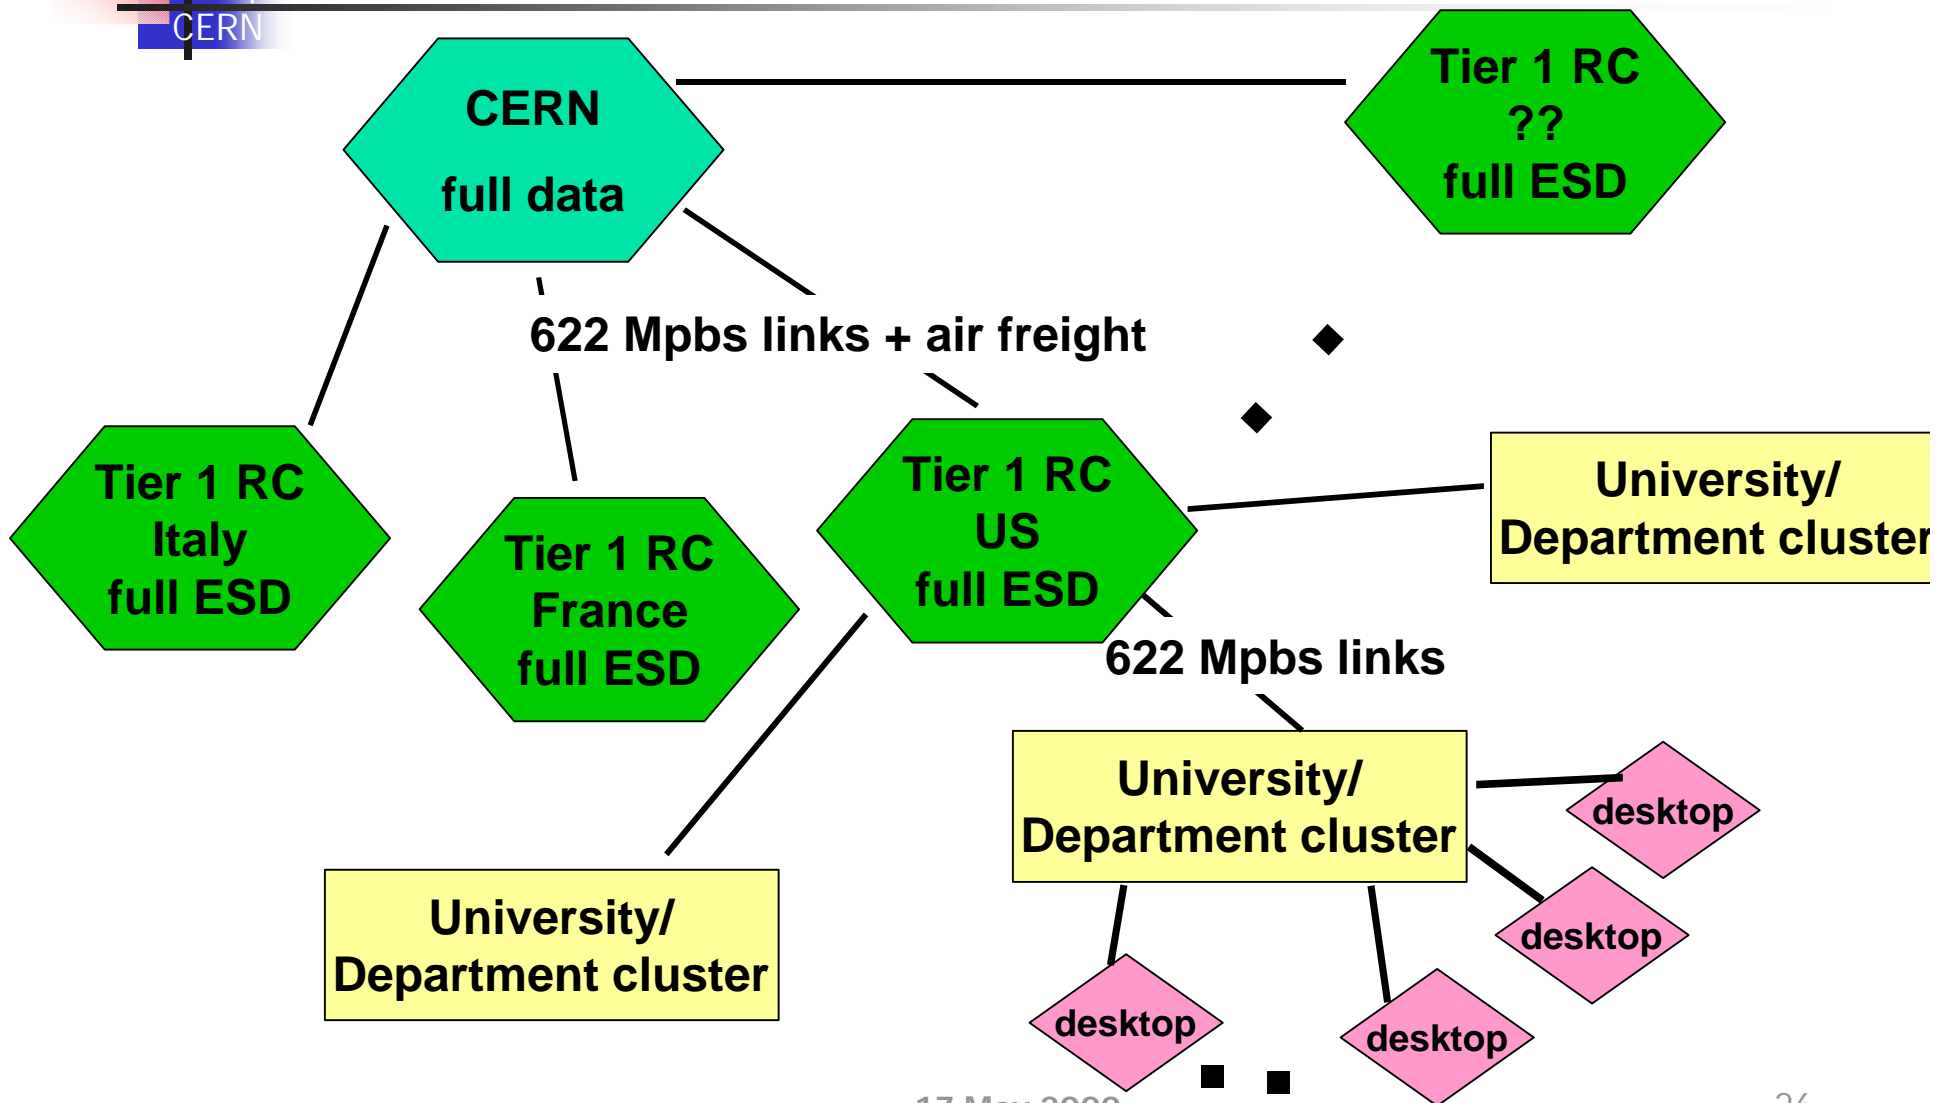 CERN
CERN
full data
Tier 1 RC
??
full ESD
622 Mpbs links + air freight
Tier 1 RC
Italy
full ESD
Tier 1 RC
France
full ESD
Tier 1 RC
US
full ESD
University/
Department cluster
622 Mpbs links
University/
Department cluster
desktop
desktop
University/
Department cluster
desktop
desktop